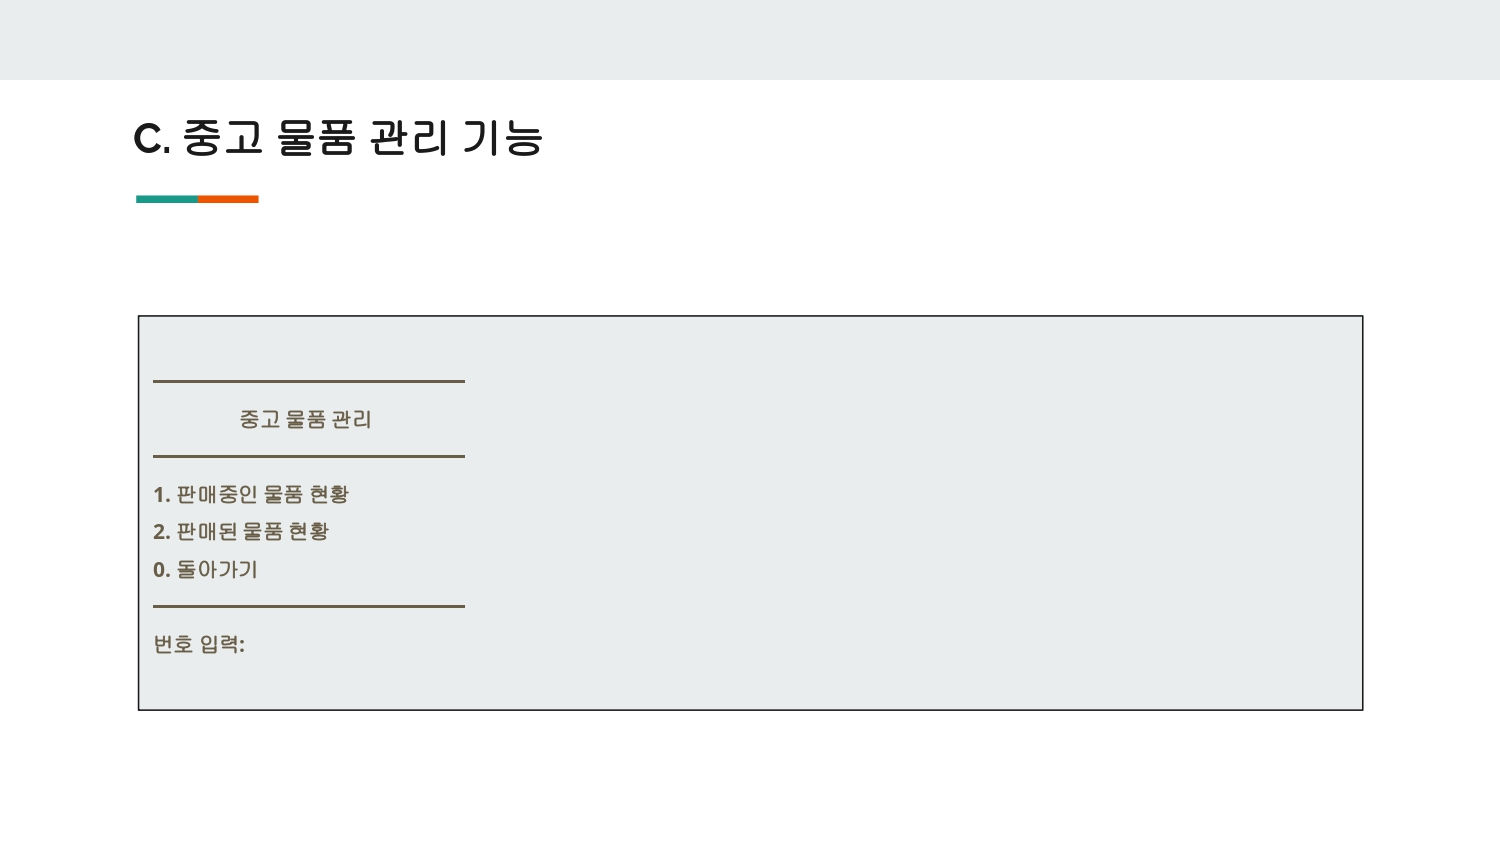 C. 중고 물품 관리 기능
중고 물품 관리
1. 판매중인 물품 현황
2. 판매된 물품 현황
0. 돌아가기
번호 입력: